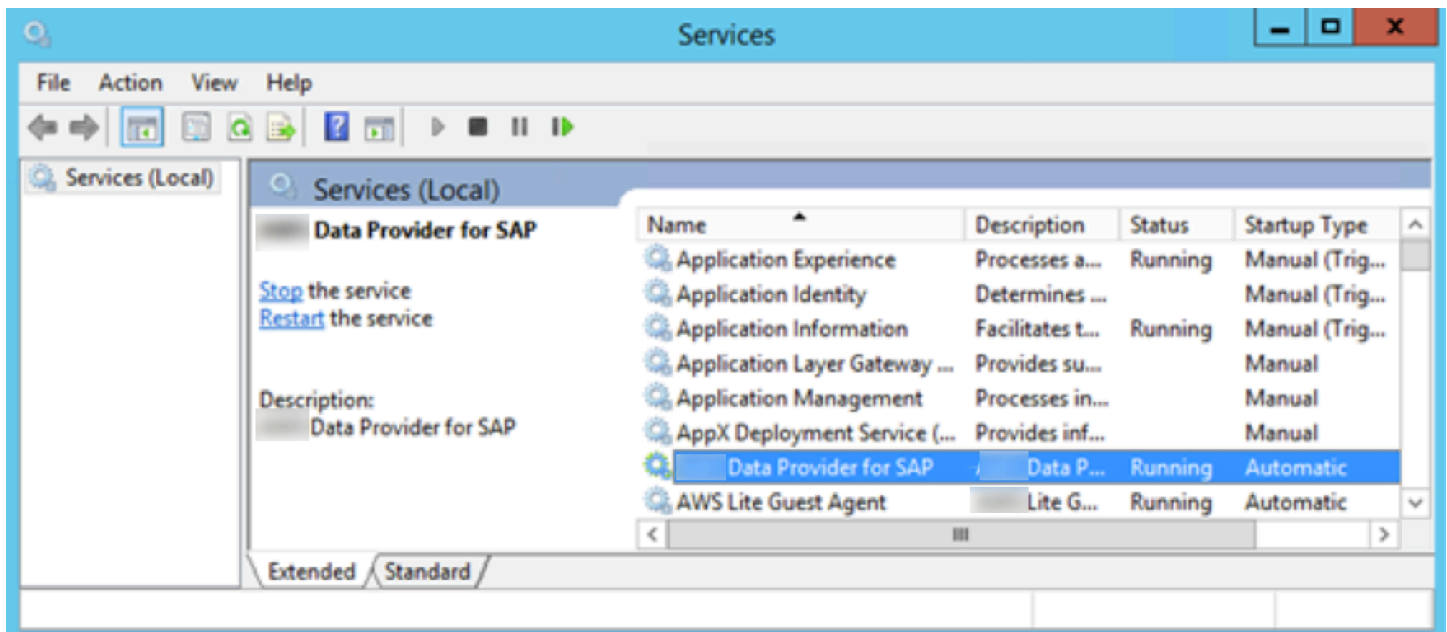 Services
File Action View Help
Services (Local)
Services (Local)
Data Provider for SAP
Stop the service
Restart the service
Description:
Data Provider for SAP
Name Description Status Startup Type
Application Experience Processes a... Running Manual (Trig...
Application Identity Determines ... Manual (Trig...
Application Information Facilitates t... Running Manual (Trig...
Application Layer Gateway ... Provides su... Manual
Application Management Processes in... Manual
AppX Deployment Service (... Provides inf... Manual
Data Provider for SAP Data P... Running Automatic
AWS Lite Guest Agent Lite G... Running Automatic
Extended Standard